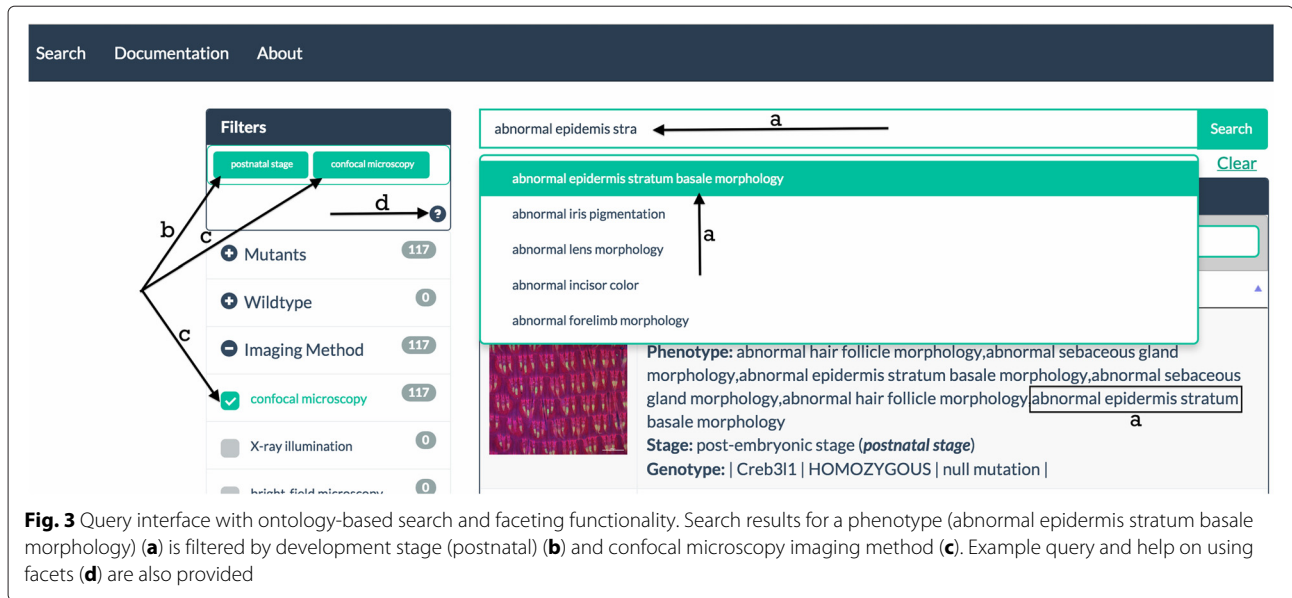 Search Documentation About
Filters
postnatal stage confocal microscopy
d
b
c
Mutants 117
Wildtype 0
c
Imaging Method 117
confocal microscopy 117
X-ray illumination 0
bright-field microscopy 0
abnormal epidemis stra a Search
Clear
abnormal epidermis stratum basale morphology
abnormal iris pigmentation
a
abnormal lens morphology
abnormal incisor color
abnormal forelimb morphology
Phenotype: abnormal hair follicle morphology,abnormal sebaceous gland
morphology,abnormal epidermis stratum basale morphology,abnormal sebaceous
gland morphology,abnormal hair follicle morphology,abnormal epidermis stratum
basale morphology a
Stage: post-embryonic stage (postnatal stage)
Genotype: | Creb3l1 | HOMOZYGOUS | null mutation |
Fig. 3 Query interface with ontology-based search and faceting functionality. Search results for a phenotype (abnormal epidermis stratum basale
morphology) (a) is filtered by development stage (postnatal) (b) and confocal microscopy imaging method (c). Example query and help on using
facets (d) are also provided